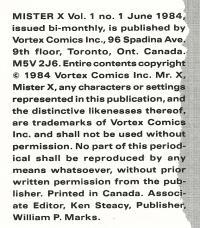 MISTER X Vol. 1 no. 1 June 1984,
issued bi-monthly, is published by
Vortex Comics Inc., 96 Spadina Ave,
9th floor, Toronto, Ont. Canada.
M5V 2J6. Entire contents copyright
© 1984 Vortex Comics Inc. Mr. X,
Mister X, any characters or settings
represented in this publication, and
the distinctive likenesses thereof,
are trademarks of Vortex Comics
Inc. and shall not be used without
permission. No part of this period-
ical shall be reproduced by any
means whatsoever, without prior
written permission from the pub-
lisher. Printed in Canada. Associ-
ate Editor, Ken Steacy, Publisher,
William P. Marks.